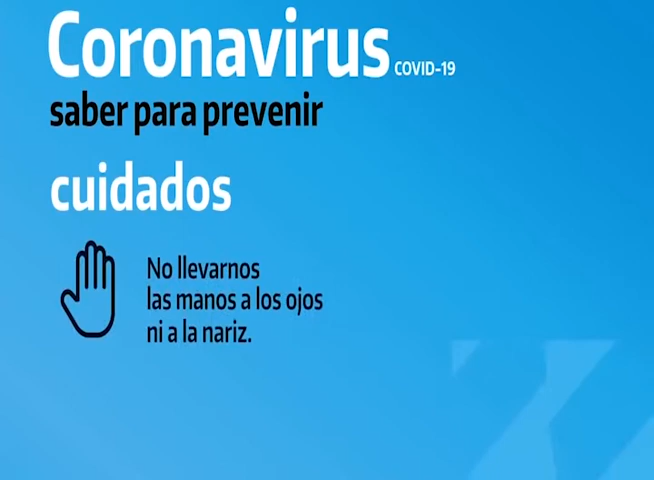 Coronavirus COVID-19
saber para prevenir
cuidados
No llevarnos
las manos a los ojos
ni a la nariz.